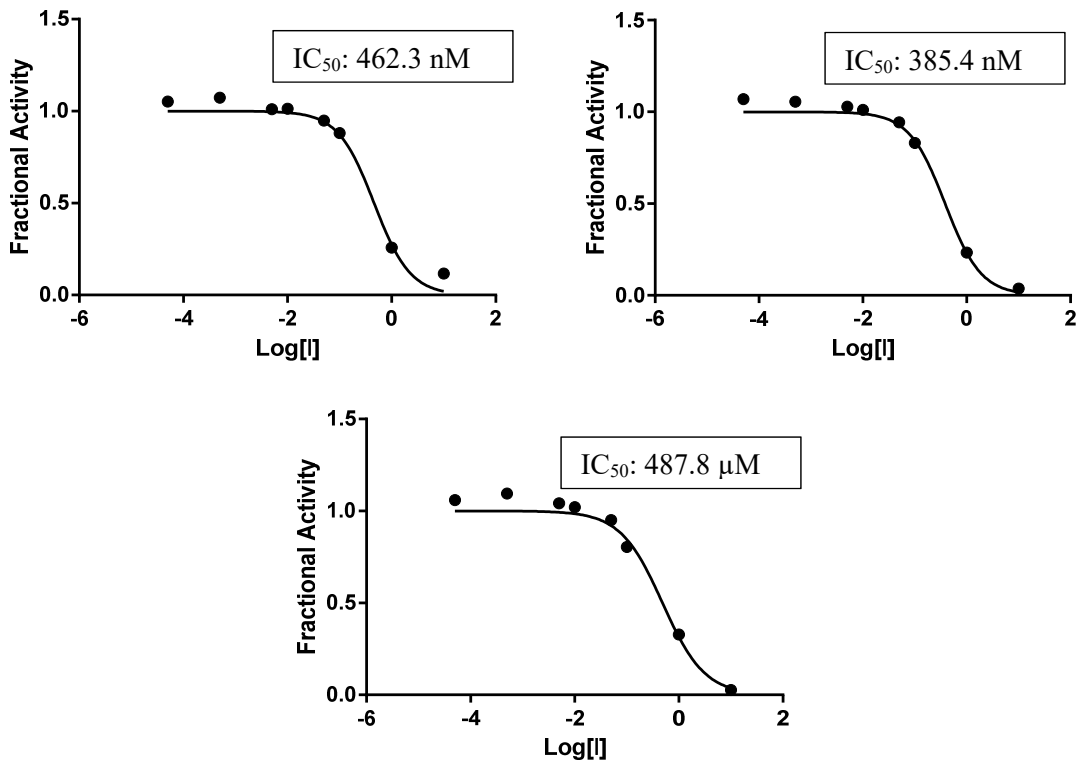 IC₅₀: 462.3 nM
Fractional Activity
1.5
1.0
0.5
0.0
-6 -4 -2 0 2
Log[I]
IC₅₀: 385.4 nM
Fractional Activity
1.5
1.0
0.5
0.0
-6 -4 -2 0 2
Log[I]
IC₅₀: 487.8 µM
Fractional Activity
1.5
1.0
0.5
0.0
-6 -4 -2 0 2
Log[I]